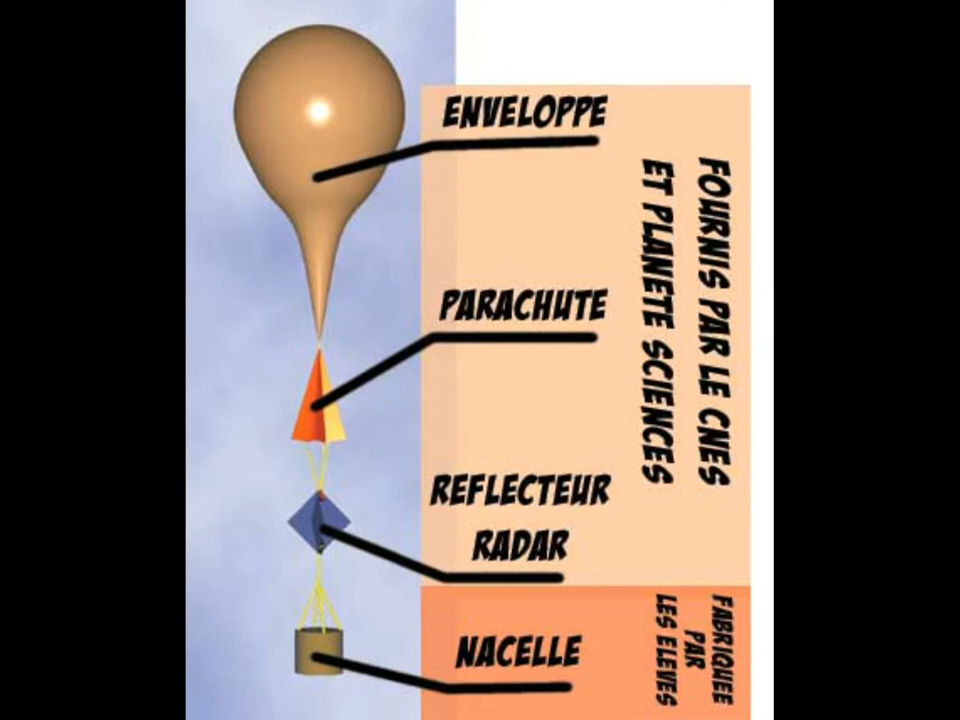 ENVELOPPE
PARACHUTE
REFLECTEUR
RADAR
NACELLE
FOURNIS PAR LE CNES
ET PLANETE SCIENCES
FABRIQUEE
PAR
LES ELEVES